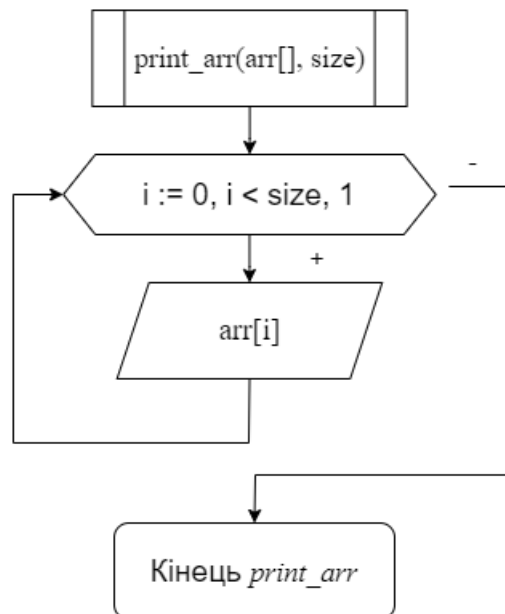 print_arr(arr[], size)
i := 0, i < size, 1
-
+
arr[i]
Кінець print_arr